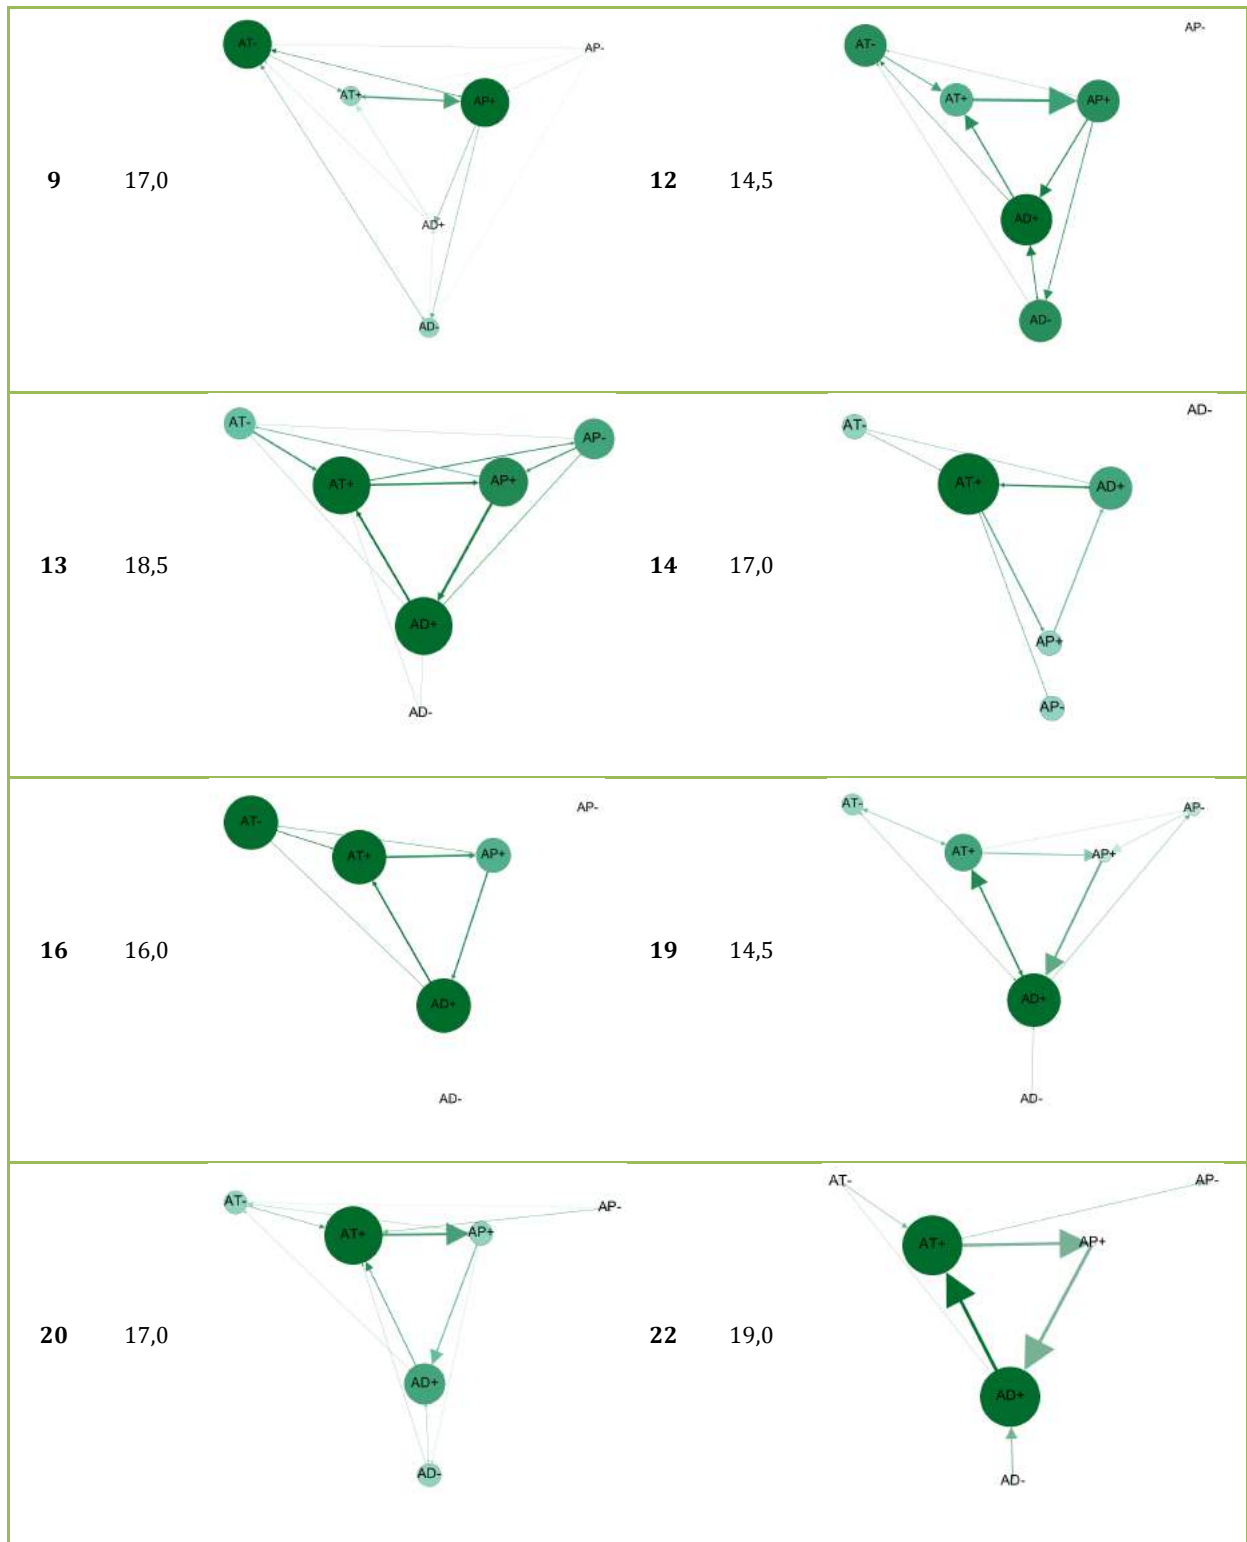 AT-
AP-
AT+
AP+
9 17,0
AD+
AD-
AP-
AT-
AT+
AP+
12 14,5
AD+
AD-
AT-
AP-
AT+
AP+
13 18,5
AD+
AD-
AD-
AT-
AT+
AD+
14 17,0
AP+
AP-
AP-
AT-
AT+
AP+
16 16,0
AD+
AD-
AT-
AP-
AT+
AP+
19 14,5
AD+
AD-
AT-
AP-
AT+
AP+
20 17,0
AD+
AD-
AT-
AP-
AT+
AP+
22 19,0
AD+
AD-